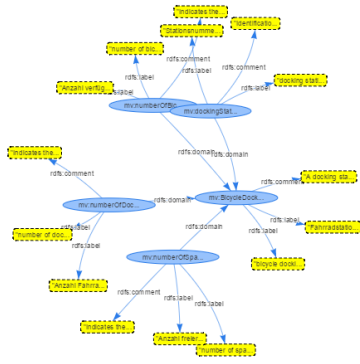 "Indicates the...
"Stationsnumme...
"Identificatio...
"number of bic...
rdfs:comment
rdfs:label
rdfs:label
rdfs:comment
"docking stati...
rdfs:label
"Anzahl verfüg...
mv:numberOfBic...
mv:dockingStat...
"Indicates the...
rdfs:domain
rdfs:domain
rdfs:comment
rdfs:comment
"A docking sta...
mv:numberOfDoc...
rdfs:domain
mv:BicycleDock...
rdfs:label
"Fahrradstatio...
"number of doc...
rdfs:label
rdfs:label
rdfs:domain
rdfs:label
mv:numberOfSpa...
"bicycle docki...
"Anzahl Fahrra...
rdfs:comment
rdfs:label
rdfs:label
"Indicates the...
"Anzahl freier...
"number of spa...